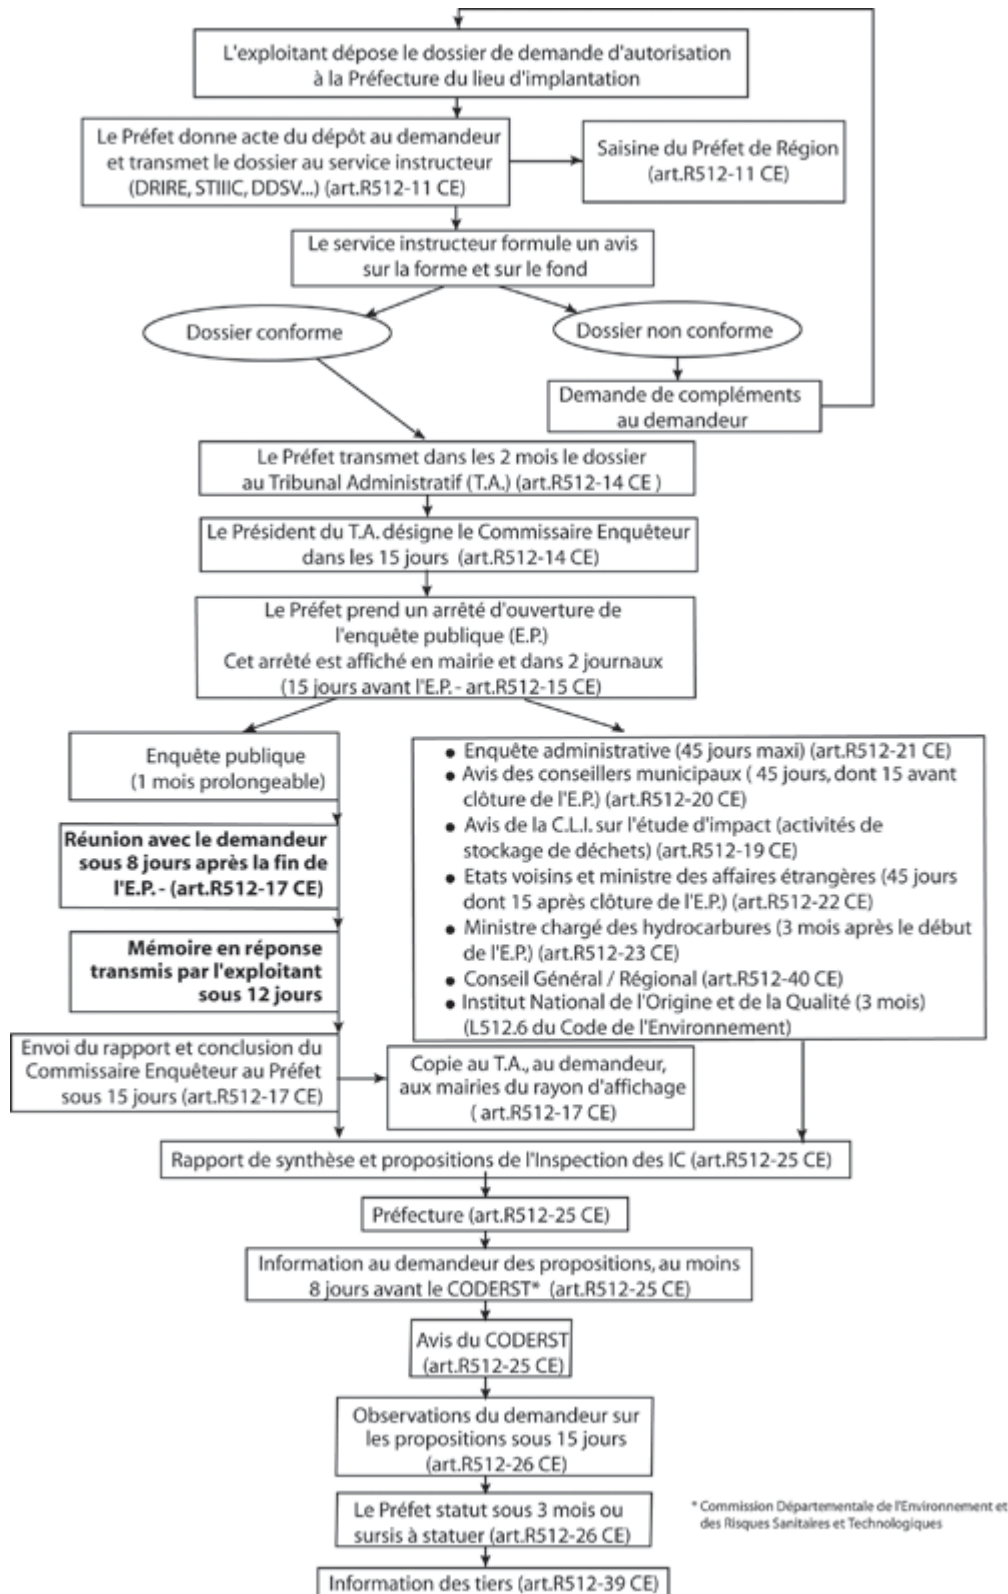 L'exploitant dépose le dossier de demande d'autorisation
à la Préfecture du lieu d'implantation
Le Préfet donne acte du dépôt au demandeur
et transmet le dossier au service instructeur
(DRIRE, STIIIC, DDSV...) (art.R512-11 CE)
Saisine du Préfet de Région
(art.R512-11 CE)
Le service instructeur formule un avis
sur la forme et sur le fond
Dossier conforme
Dossier non conforme
Demande de compléments
au demandeur
Le Préfet transmet dans les 2 mois le dossier
au Tribunal Administratif (T.A.) (art.R512-14 CE )
Le Président du T.A. désigne le Commissaire Enquêteur
dans les 15 jours (art.R512-14 CE)
Le Préfet prend un arrêté d'ouverture de
l'enquête publique (E.P.)
Cet arrêté est affiché en mairie et dans 2 journaux
(15 jours avant l'E.P. - art.R512-15 CE)
Enquête publique
(1 mois prolongeable)
Réunion avec le demandeur
sous 8 jours après la fin de
l'E.P. - (art.R512-17 CE)
Mémoire en réponse
transmis par l'exploitant
sous 12 jours
Envoi du rapport et conclusion du
Commissaire Enquêteur au Préfet
sous 15 jours (art.R512-17 CE)
• Enquête administrative (45 jours maxi) (art.R512-21 CE)
• Avis des conseillers municipaux ( 45 jours, dont 15 avant
clôture de l'E.P.) (art.R512-20 CE)
• Avis de la C.L.I. sur l'étude d'impact (activités de
stockage de déchets) (art.R512-19 CE)
• Etats voisins et ministre des affaires étrangères (45 jours
dont 15 après clôture de l'E.P.) (art.R512-22 CE)
• Ministre chargé des hydrocarbures (3 mois après le début
de l'E.P.) (art.R512-23 CE)
• Conseil Général / Régional (art.R512-40 CE)
• Institut National de l'Origine et de la Qualité (3 mois)
(L512.6 du Code de l'Environnement)
Copie au T.A., au demandeur,
aux mairies du rayon d'affichage
( art.R512-17 CE)
Rapport de synthèse et propositions de l'Inspection des IC (art.R512-25 CE)
Préfecture (art.R512-25 CE)
Information au demandeur des propositions, au moins
8 jours avant le CODERST* (art.R512-25 CE)
Avis du CODERST
(art.R512-25 CE)
Observations du demandeur sur
les propositions sous 15 jours
(art.R512-26 CE)
Le Préfet statut sous 3 mois ou
sursis à statuer (art.R512-26 CE)
* Commission Départementale de l'Environnement et
des Risques Sanitaires et Technologiques
Information des tiers (art.R512-39 CE)